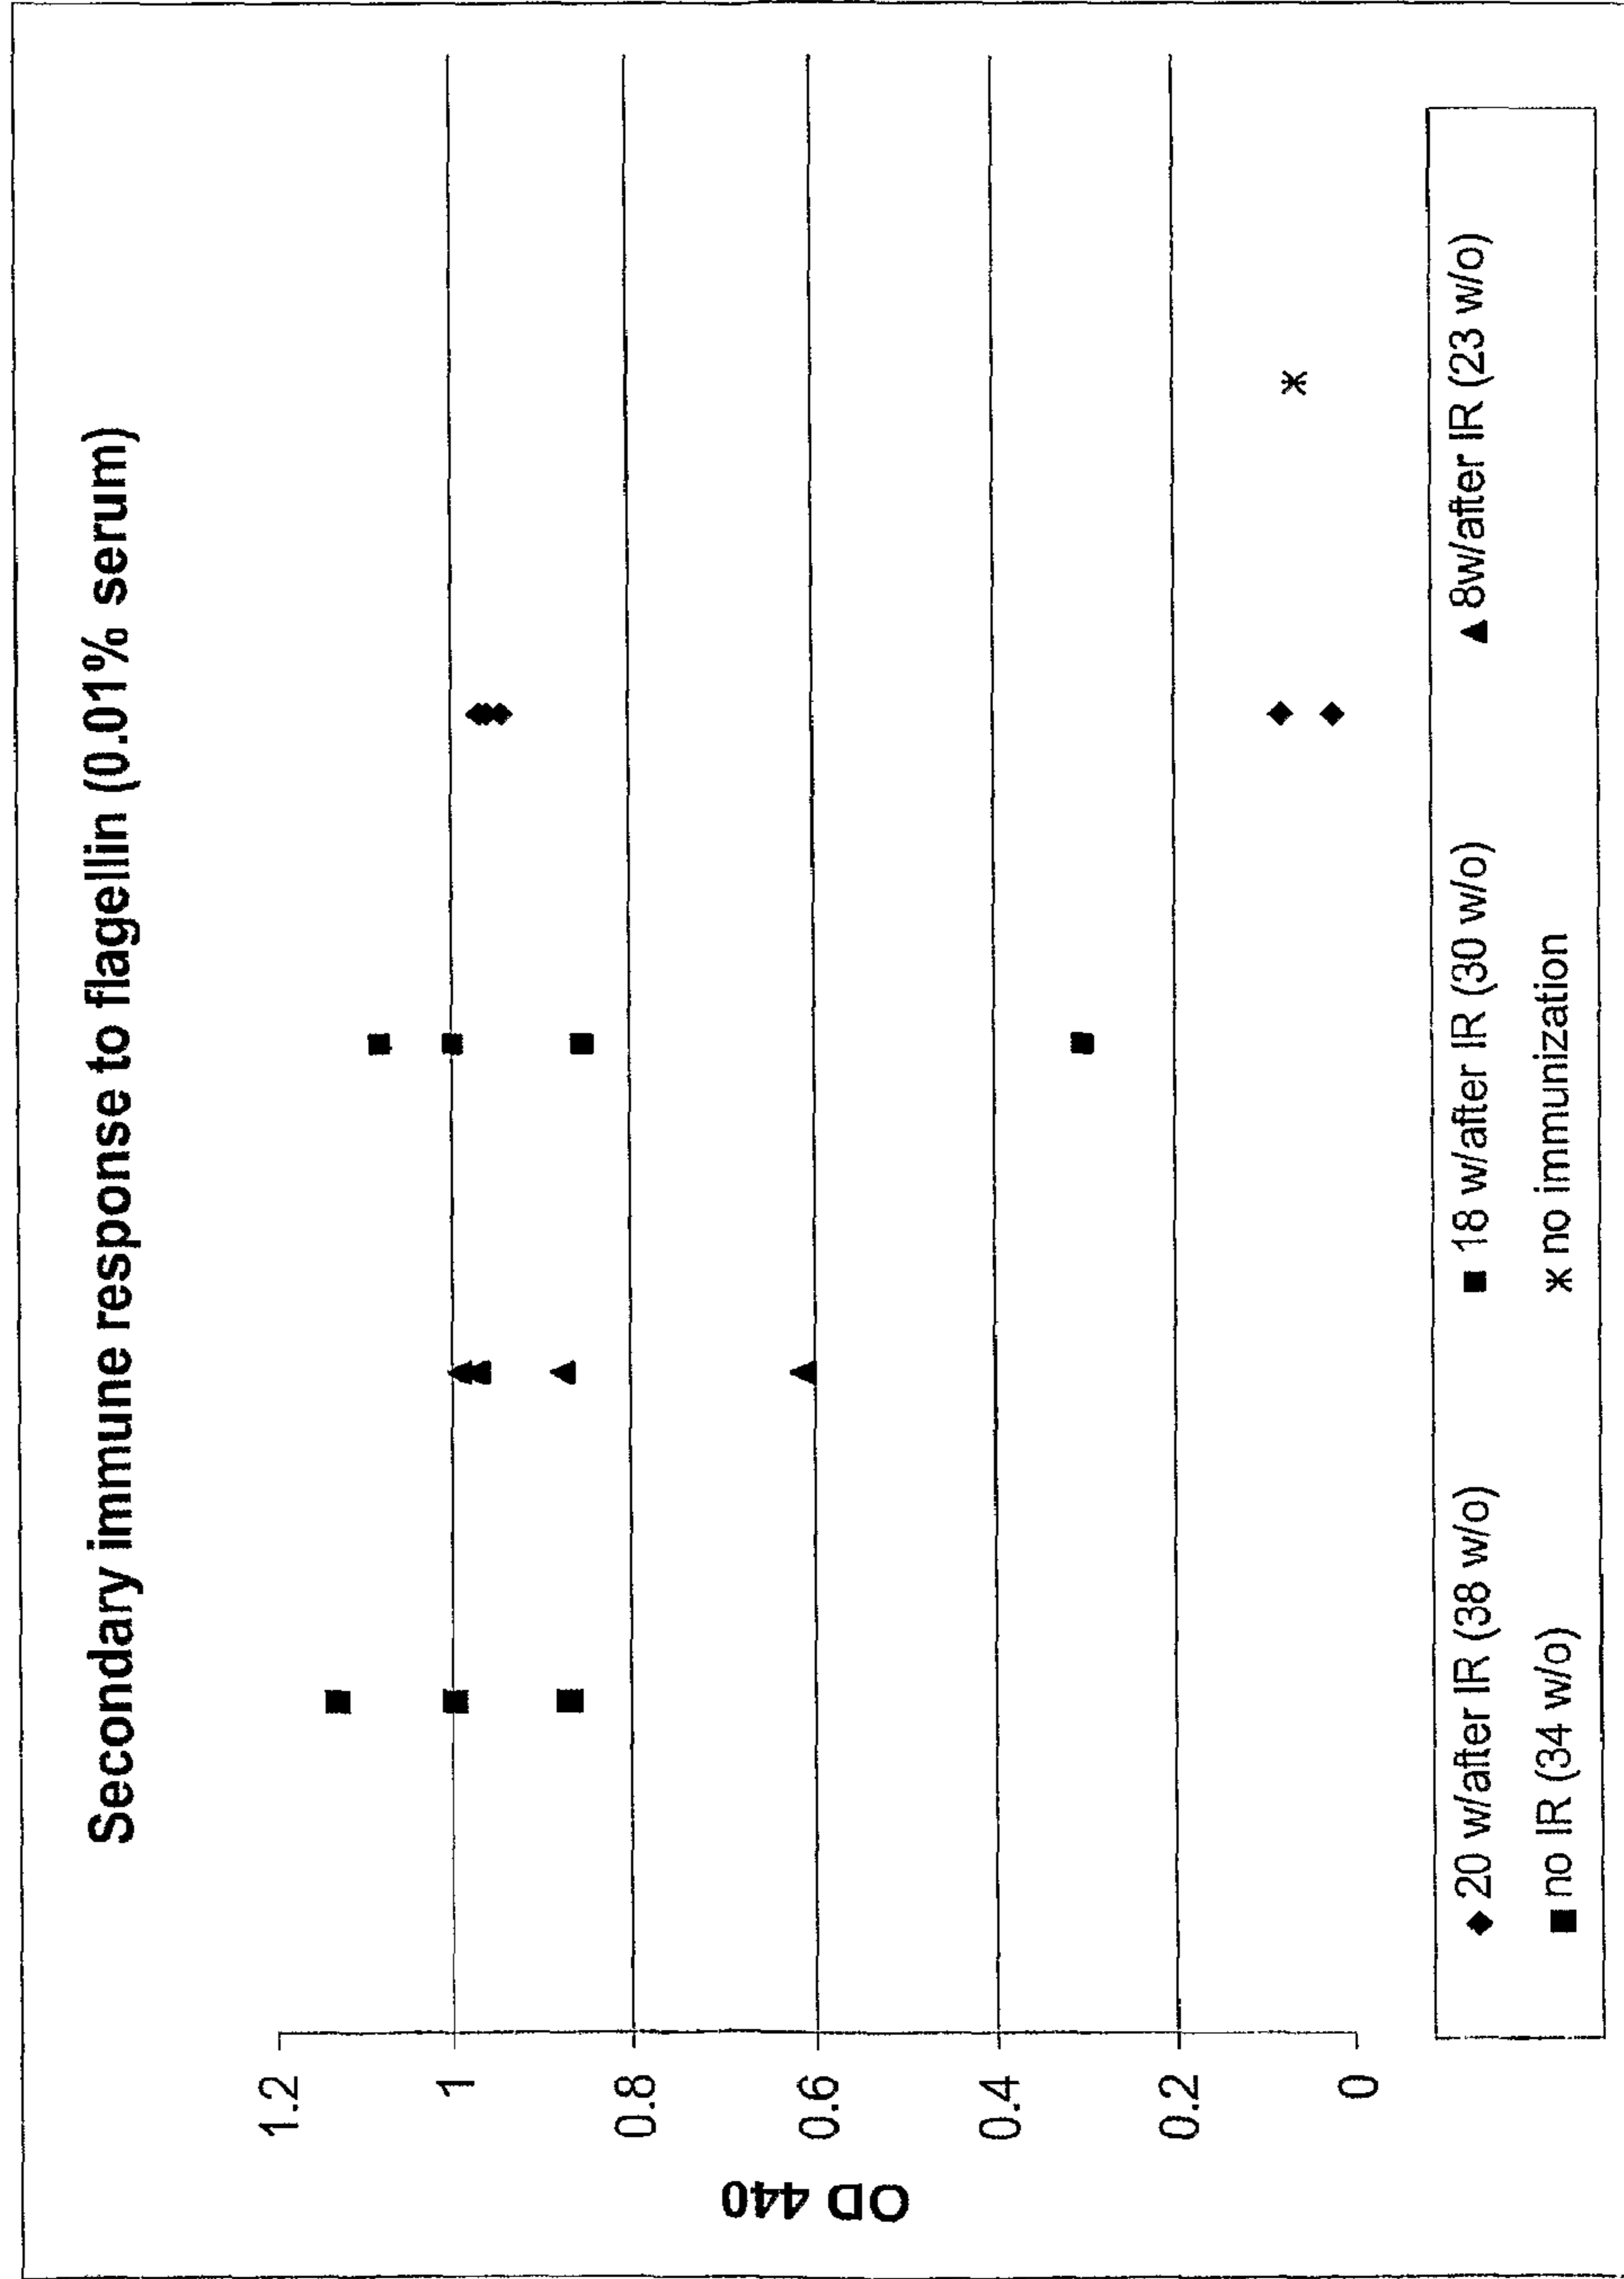 Secondary immune response to flagellin (0.01% serum)
OD 440
1.2
1
0.8
0.6
0.4
0.2
0
20 w/after IR (38 w/o)
18 w/after IR (30 w/o)
8w/after IR (23 w/o)
no IR (34 w/o)
no immunization